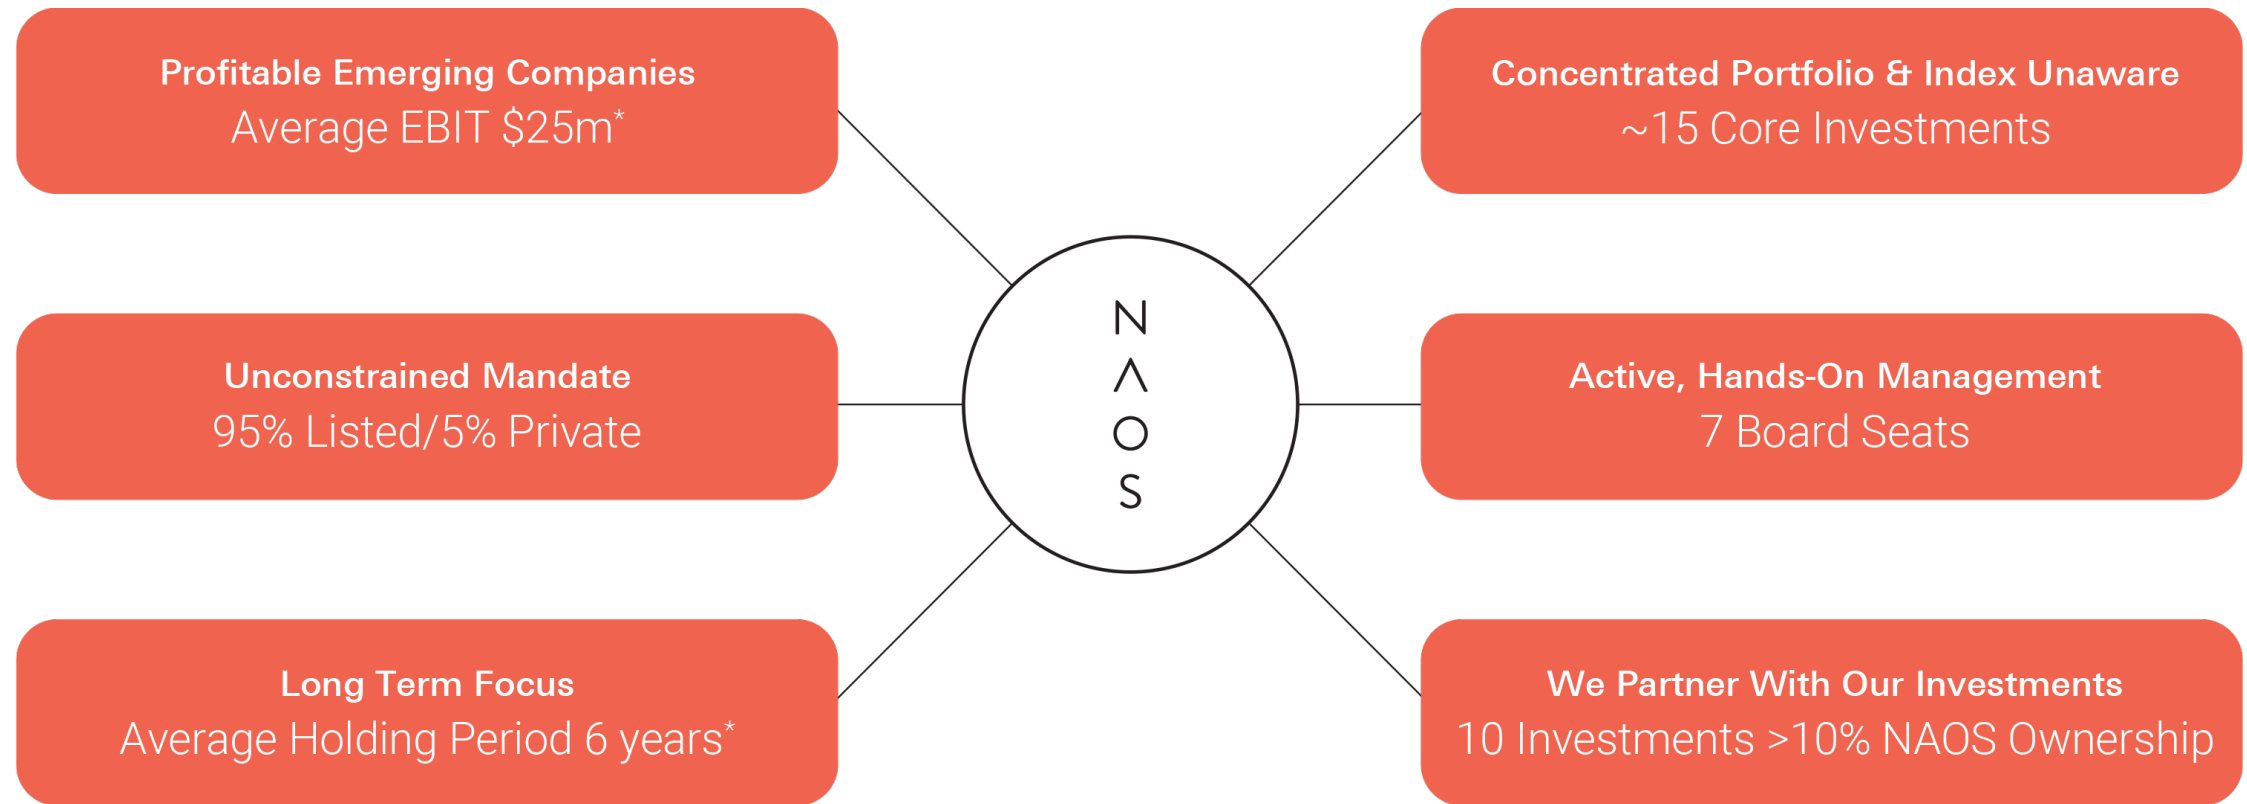 Profitable Emerging Companies
Average EBIT $25m*
Unconstrained Mandate
95% Listed/5% Private
Long Term Focus
Average Holding Period 6 years*
N
Λ
O
S
Concentrated Portfolio & Index Unaware
~15 Core Investments
Active, Hands-On Management
7 Board Seats
We Partner With Our Investments
10 Investments >10% NAOS Ownership